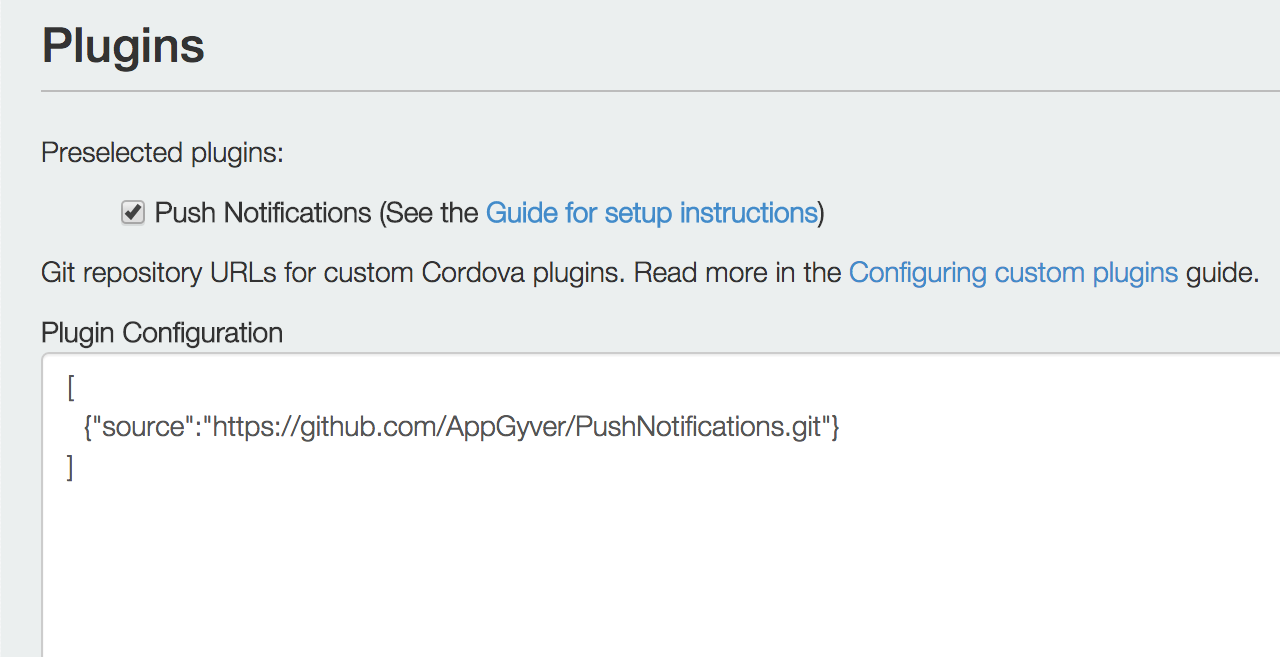 Plugins
Preselected plugins:
Push Notifications (See the Guide for setup instructions)
Git repository URLs for custom Cordova plugins. Read more in the Configuring custom plugins guide.
Plugin Configuration
[
{"source":"https://github.com/AppGyver/PushNotifications.git"}
]